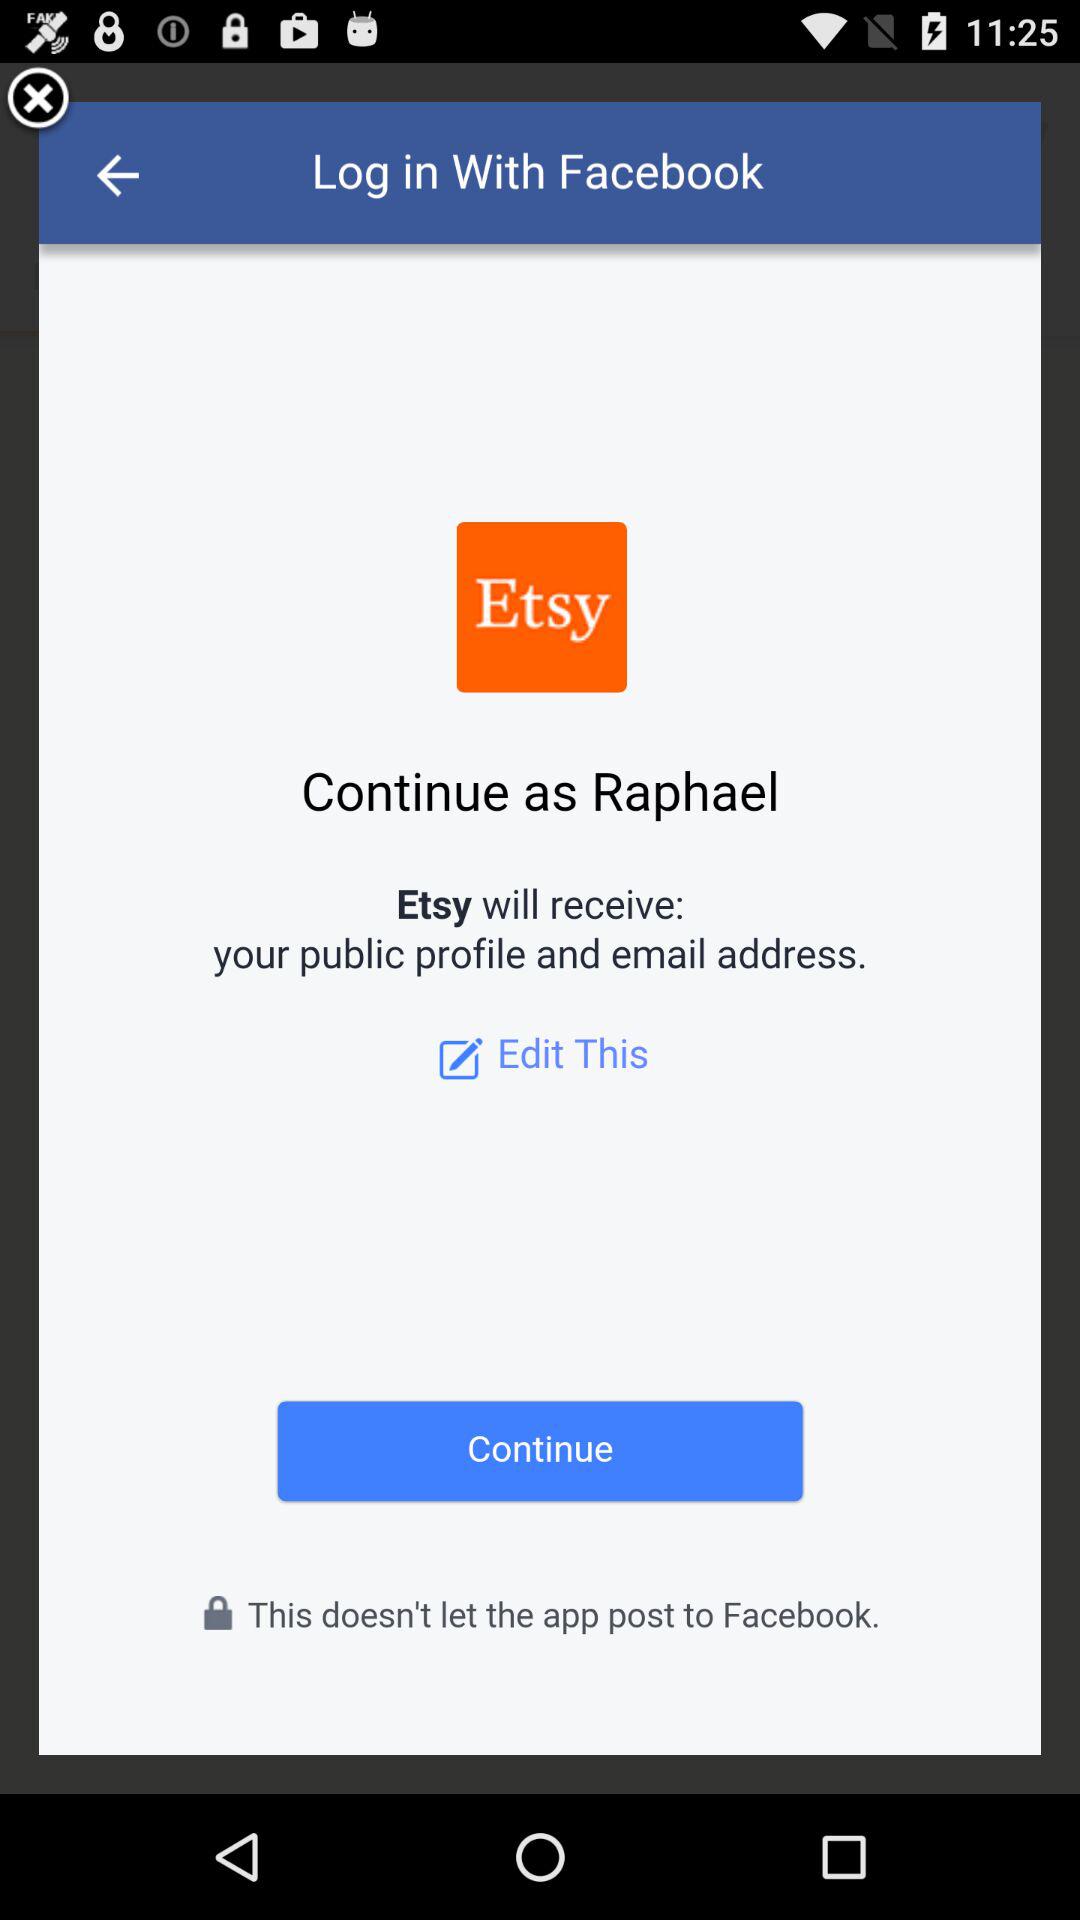 FAKE
11:25
Log in With Facebook
Etsy
Continue as Raphael
Etsy will receive:
your public profile and email address.
Edit This
Continue
This doesn't let the app post to Facebook.